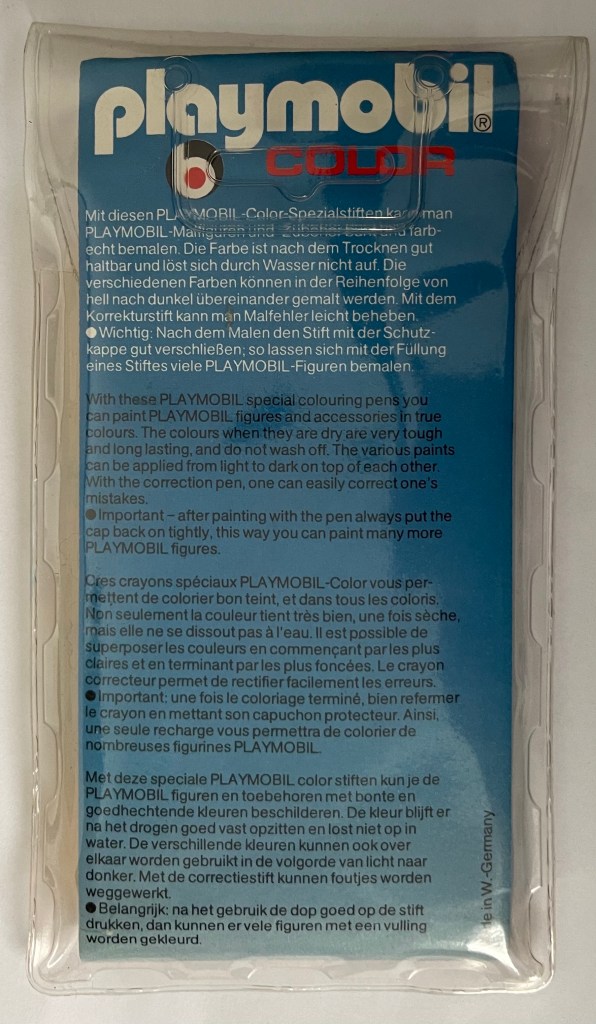 playmobil®
b COLOR
Mit diesen PLAYMOBIL-Color-Spezialstiften kann man
PLAYMOBIL-Malfiguren und -Zubehör bunt und farb-
echt bemalen. Die Farbe ist nach dem Trocknen gut
haltbar und löst sich durch Wasser nicht auf. Die
verschiedenen Farben können in der Reihenfolge von
hell nach dunkel übereinander gemalt werden. Mit dem
Korrekturstift kann man Malfehler leicht beheben.
● Wichtig: Nach dem Malen den Stift mit der Schutz-
kappe gut verschließen; so lassen sich mit der Füllung
eines Stiftes viele PLAYMOBIL-Figuren bemalen.
With these PLAYMOBIL special colouring pens you
can paint PLAYMOBIL figures and accessories in true
colours. The colours when they are dry are very tough
and long lasting, and do not wash off. The various paints
can be applied from light to dark on top of each other.
With the correction pen, one can easily correct one's
mistakes.
● Important – after painting with the pen always put the
cap back on tightly, this way you can paint many more
PLAYMOBIL figures.
Cres crayons spéciaux PLAYMOBIL-Color vous per-
mettent de colorier bon teint, et dans tous les coloris.
Non seulement la couleur tient très bien, une fois sèche,
mais elle ne se dissout pas à l'eau. Il est possible de
superposer les couleurs en commençant par les plus
claires et en terminant par les plus foncées. Le crayon
correcteur permet de rectifier facilement les erreurs.
● Important: une fois le coloriage terminé, bien refermer
le crayon en mettant son capuchon protecteur. Ainsi,
une seule recharge vous permettra de colorier de
nombreuses figurines PLAYMOBIL.
Met deze speciale PLAYMOBIL color stiften kun je de
PLAYMOBIL figuren en toebehoren met bonte en
goedhechtende kleuren beschilderen. De kleur blijft er
na het drogen goed vast opzitten en lost niet op in
water. De verschillende kleuren kunnen ook over
elkaar worden gebruikt in de volgorde van licht naar
donker. Met de correctiestift kunnen foutjes worden
weggewerkt.
● Belangrijk: na het gebruik de dop goed op de stift
drukken, dan kunnen er vele figuren met een vulling
worden gekleurd.
in W.-Germany